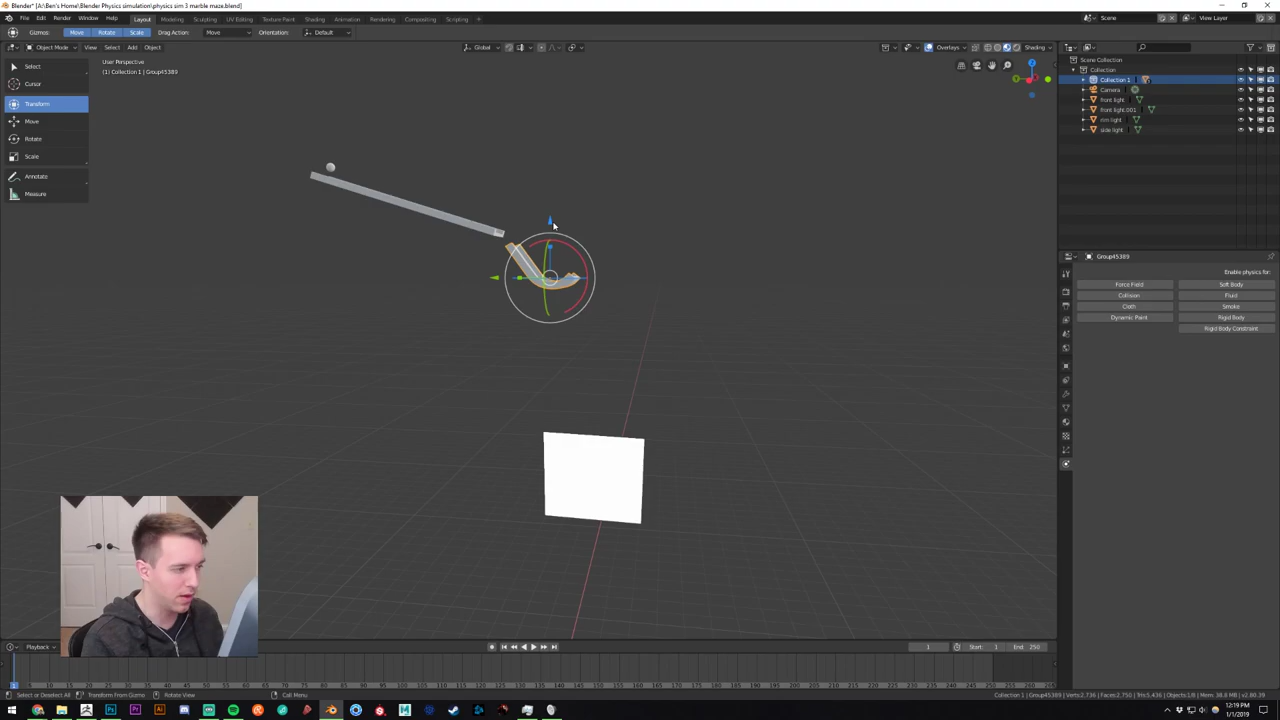 Blender* [A:\Ben's Home\Blender Physics simulation\physics sim 3 marble maze.blend]
File Edit Render Window Help Layout Modeling Sculpting UV Editing Texture Paint Shading Animation Rendering Compositing Scripting Scene View Layer
Gizmos: Move Rotate Scale Drag Action: Move Orientation: Default
Object Mode View Select Add Object Global Overlays Shading
User Perspective
(1) Collection 1 | Group45389
Select
Cursor
Transform
Move
Rotate
Scale
Annotate
Measure
Scene Collection
Collection
Collection 1
Camera
front light
front light.001
rim light
side light
Group45389
Enable physics for:
Force Field Soft Body
Collision Fluid
Cloth Smoke
Dynamic Paint Rigid Body
Rigid Body Constraint
Playback 1 Start: 1 End: 250
Select or Deselect All Transform From Gizmo Rotate View Call Menu
Collection 1 | Group45389 | Verts:2,736 | Faces:2,750 | Tris:5,436 | Objects:1/8 | Mem: 38.8 MB | v2.80.39
12:19 PM
1/1/2019